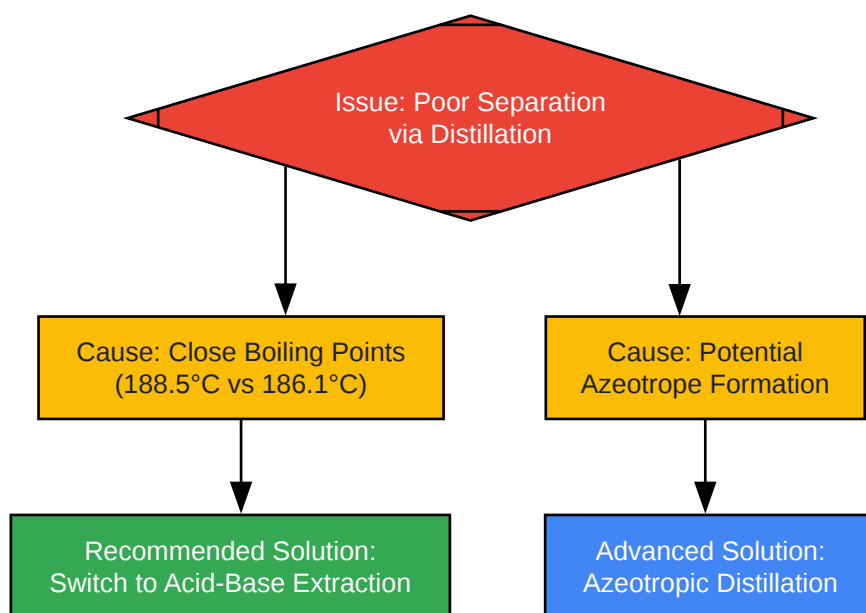 Issue: Poor Separation
via Distillation
Cause: Close Boiling Points
(188.5°C vs 186.1°C)
Cause: Potential
Azeotrope Formation
Recommended Solution:
Switch to Acid-Base Extraction
Advanced Solution:
Azeotropic Distillation